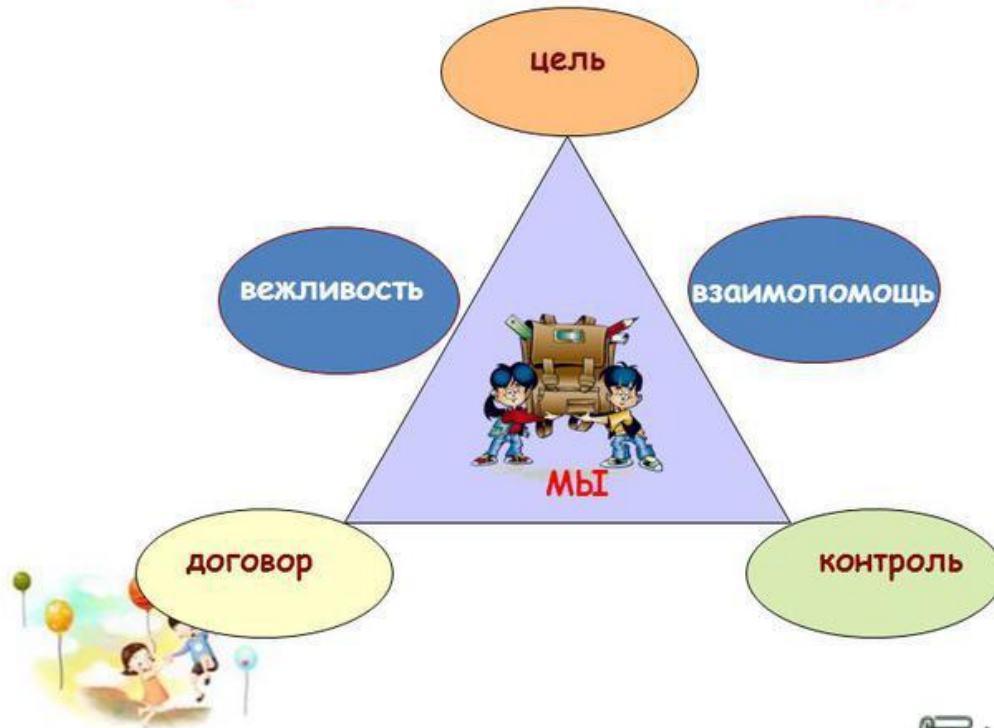 цель
вежливость
взаимопомощь
мы
договор
контроль